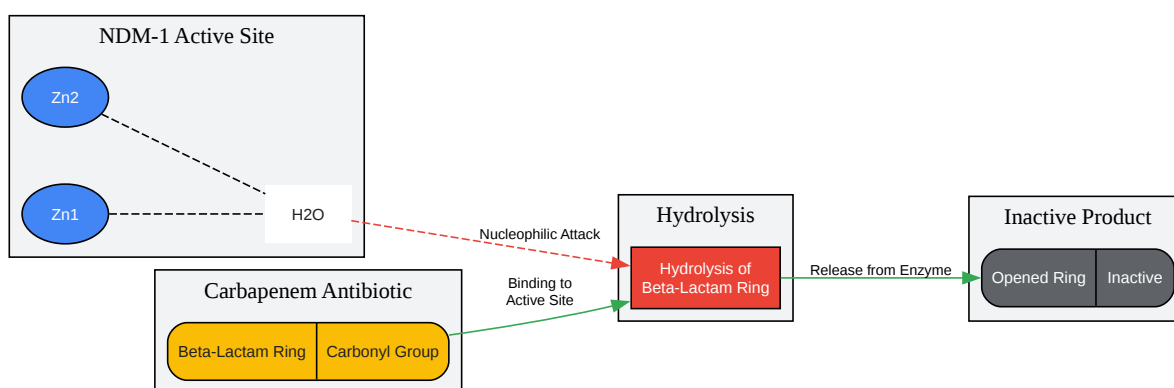 NDM-1 Active Site
Zn2
Zn1
H2O
Nucleophilic Attack
Carbapenem Antibiotic
Beta-Lactam Ring
Carbonyl Group
Binding to
Active Site
Hydrolysis
Hydrolysis of
Beta-Lactam Ring
Release from Enzyme
Inactive Product
Opened Ring
Inactive